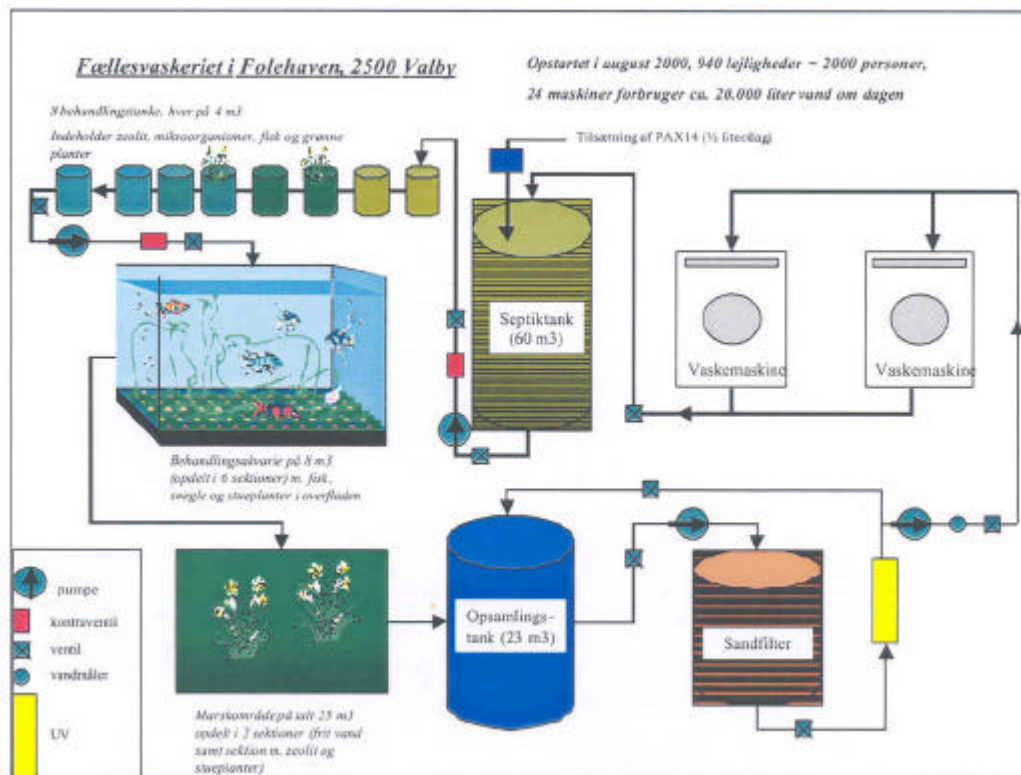 Fællesvaskeriet i Folehaven, 2500 Valby
Opstartet i august 2000, 940 lejligheder ~ 2000 personer,
24 maskiner forbruger ca. 20.000 liter vand om dagen
8 behandlingstanke, hver på 4 m3
Indeholder zeolit, mikroorganismer, fisk og grønne
planter
Tilsætning af PAX14 (½ liter/dag)
Septiktank
(60 m3)
Vaskemaskine
Vaskemaskine
Behandlingsakvarie på 8 m3
(opdelt i 6 sektioner) m. fisk,
snegle og stueplanter i overfladen
Opsamlings-
tank (23 m3)
Sandfilter
pumpe
kontraventil
ventil
vandmåler
UV
Marskområde på ialt 25 m3
opdelt i 2 sektioner (frit vand
samt sektion m. zeolit og
stueplanter)